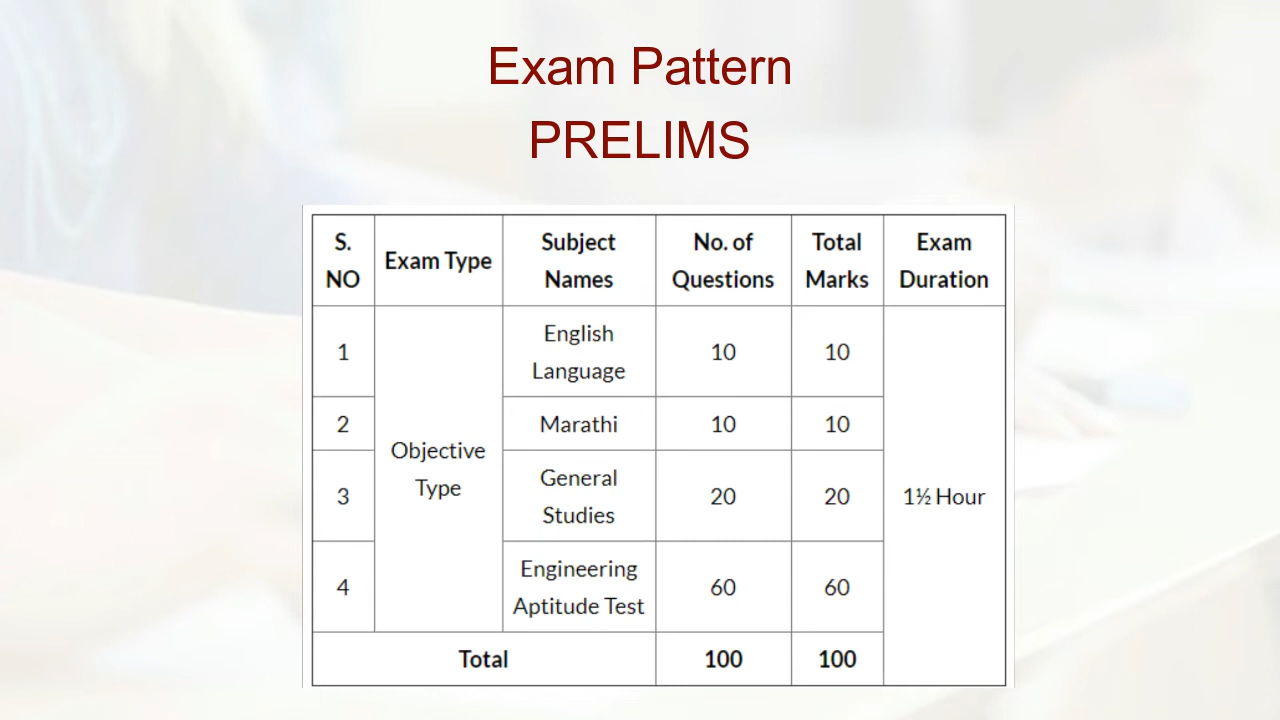 Exam Pattern
PRELIMS
S. NO | Exam Type | Subject Names | No. of Questions | Total Marks | Exam Duration
1 | Objective Type | English Language | 10 | 10 | 1½ Hour
2 | Marathi | 10 | 10
3 | General Studies | 20 | 20
4 | Engineering Aptitude Test | 60 | 60
Total | 100 | 100